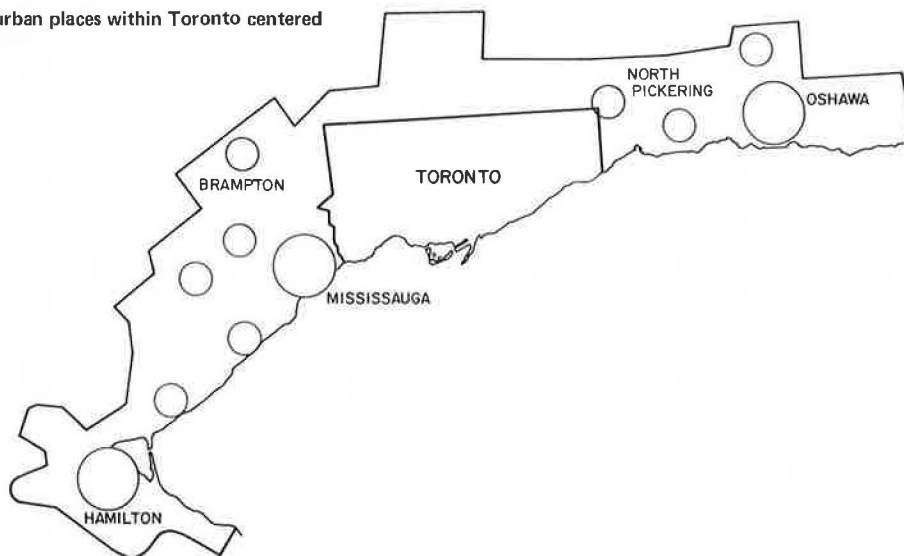 urban places within Toronto centered
NORTH
PICKERING
OSHAWA
BRAMPTON
TORONTO
MISSISSAUGA
HAMILTON